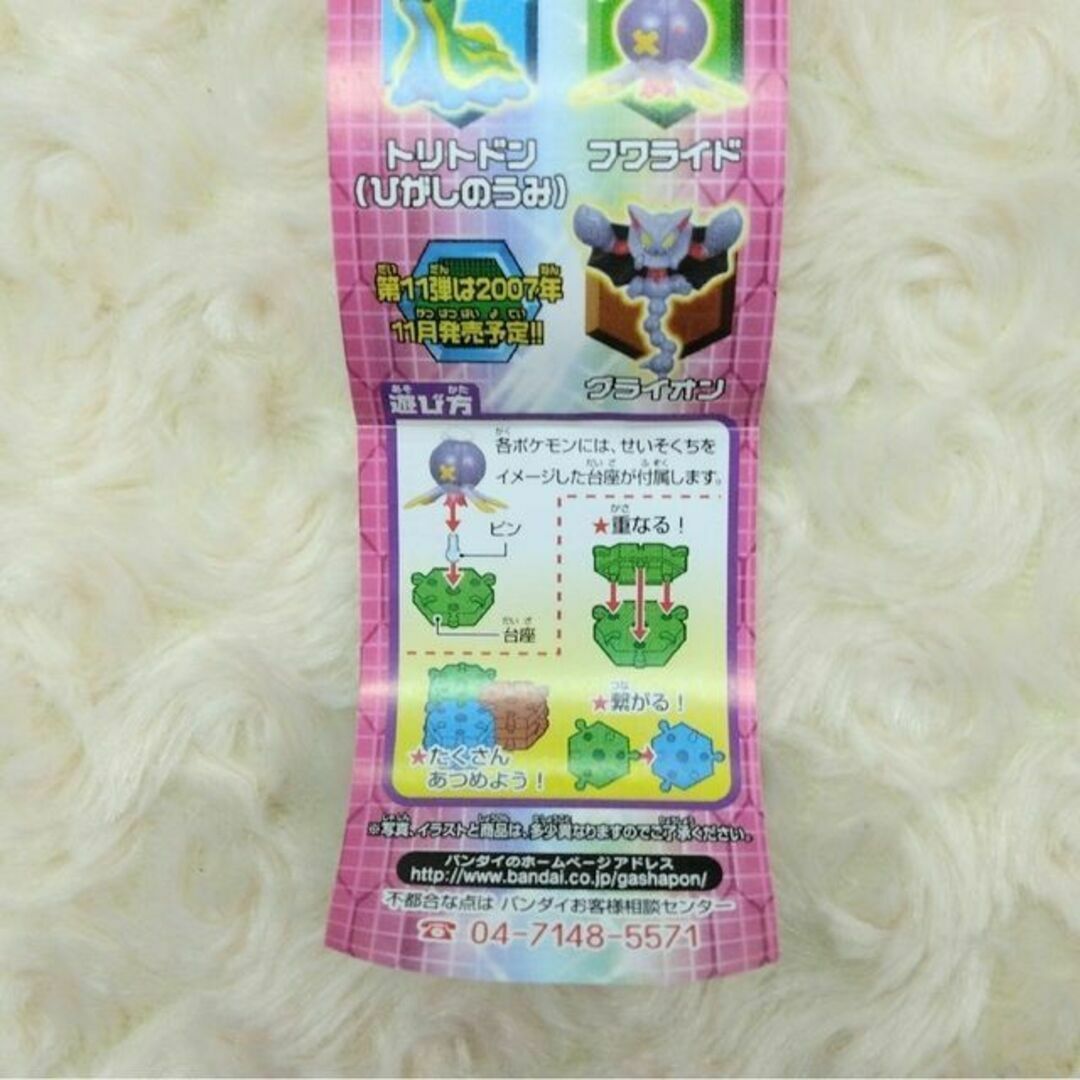 トリトドン
(ひがしのうみ)
フワライド
第11弾は2007年
11月発売予定!!
グライオン
遊び方
各ポケモンには、せいそくちを
イメージした台座が付属します。
ピン
台座
★重なる！
★繋がる！
★たくさん
あつめよう！
※写真、イラストと商品は、多少異なりますのでご了承ください。
バンダイのホームページアドレス
http://www.bandai.co.jp/gashapon/
不都合な点は バンダイお客様相談センター
☎ 04-7148-5571